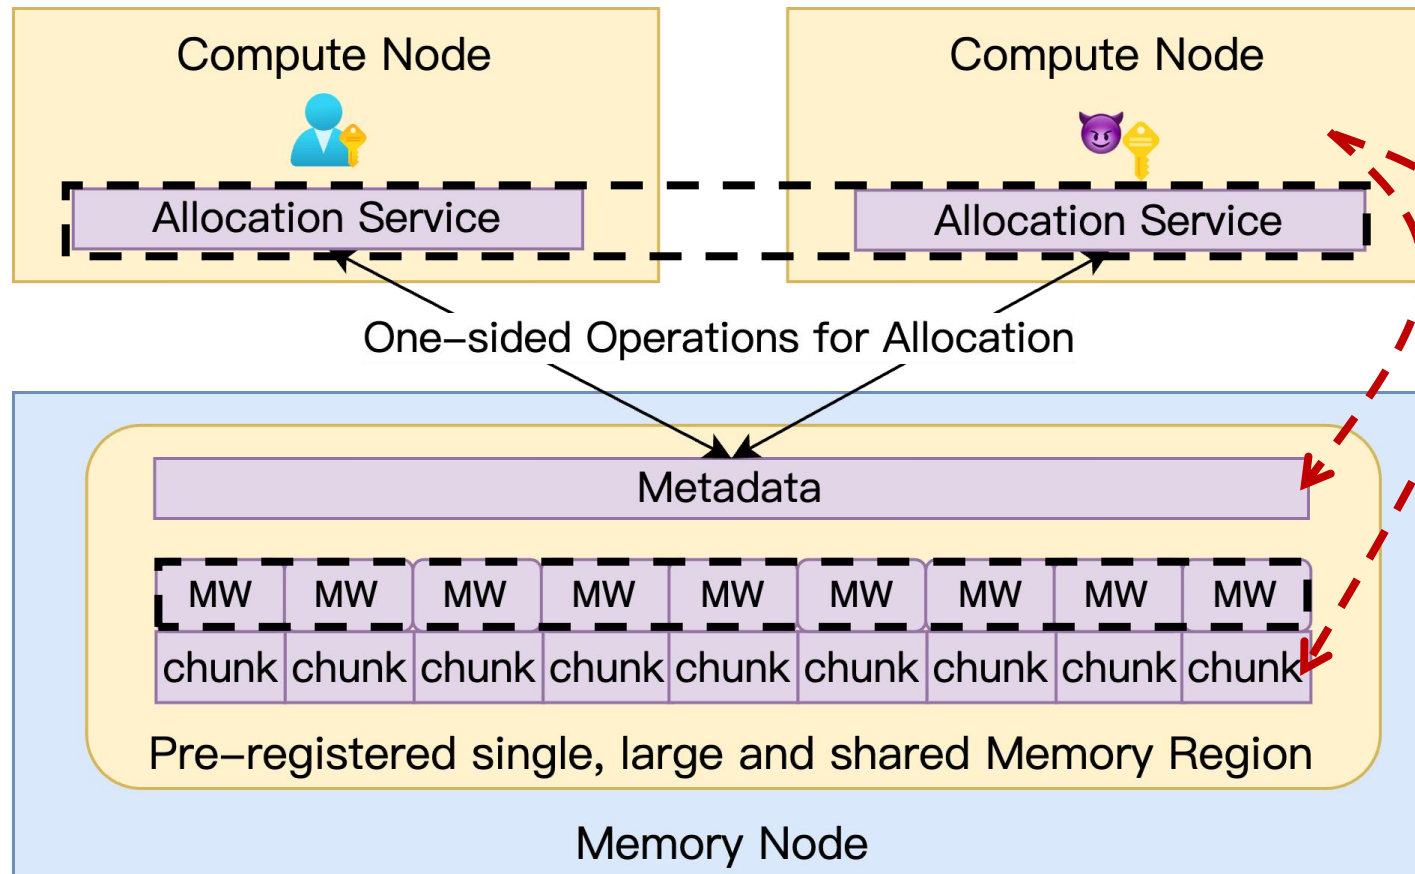 Compute Node
Compute Node
Allocation Service
Allocation Service
One-sided Operations for Allocation
Metadata
MW MW MW MW MW MW MW MW MW
chunk chunk chunk chunk chunk chunk chunk chunk chunk
Pre-registered single, large and shared Memory Region
Memory Node